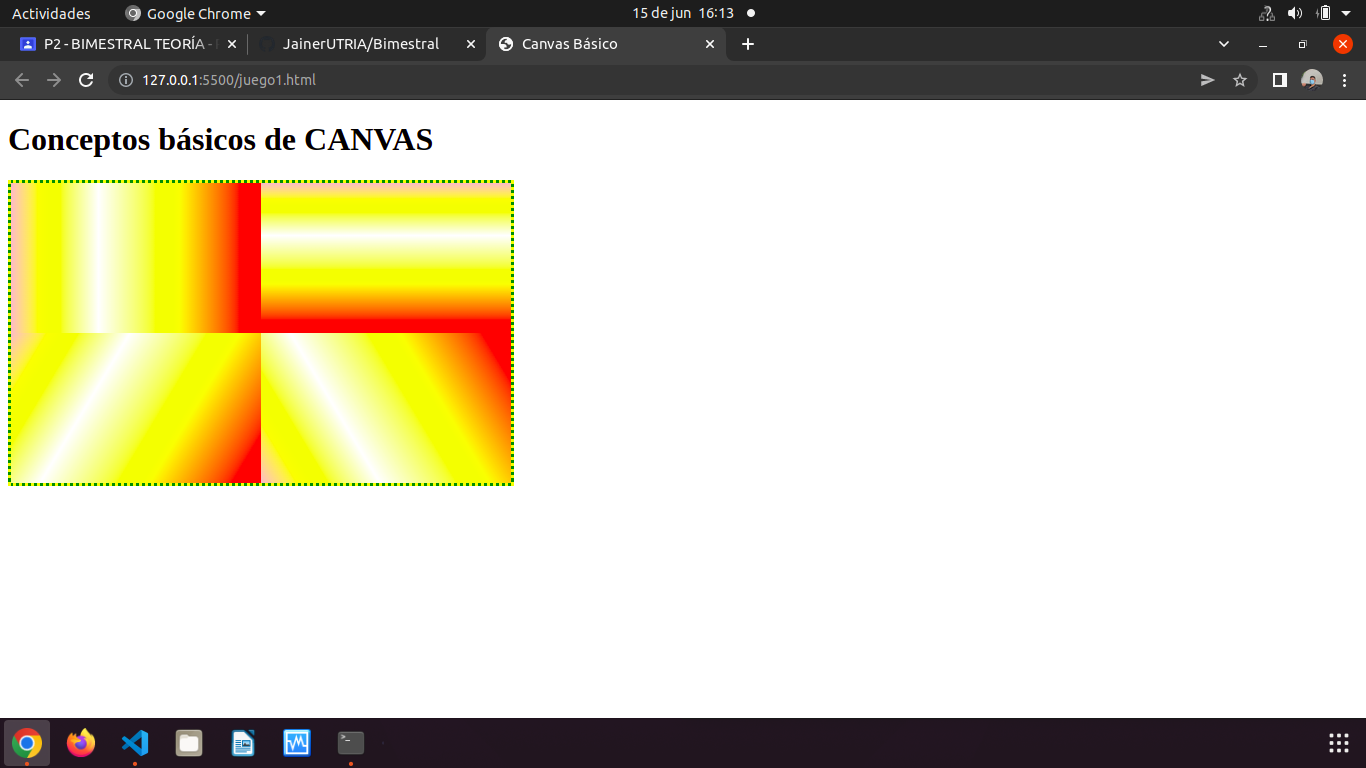 Actividades
Google Chrome
15 de jun 16:13
P2 - BIMESTRAL TEORÍA -
JainerUTRIA/Bimestral
Canvas Básico
127.0.0.1:5500/juego1.html
Conceptos básicos de CANVAS